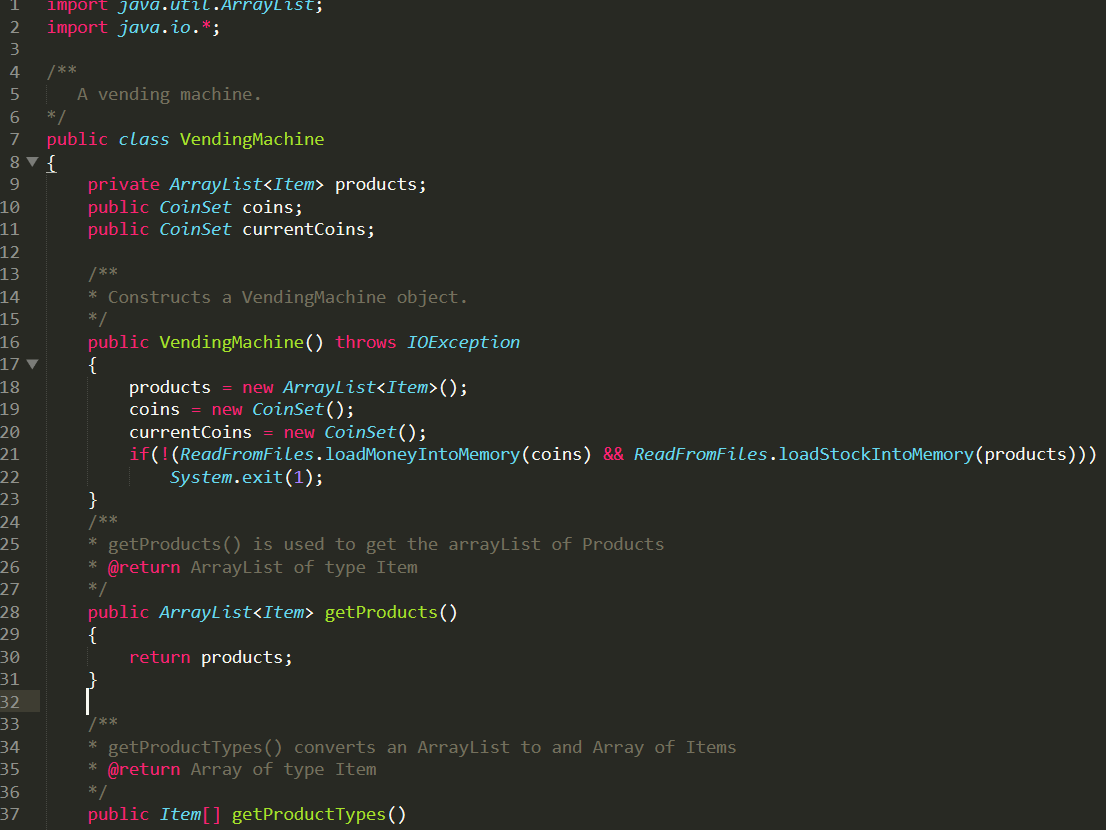 1 import java.util.ArrayList;
2 import java.io.*;
3
4 /**
5 A vending machine.
6 */
7 public class VendingMachine
8 {
9 private ArrayList<Item> products;
10 public CoinSet coins;
11 public CoinSet currentCoins;
12
13 /**
14 * Constructs a VendingMachine object.
15 */
16 public VendingMachine() throws IOException
17 {
18 products = new ArrayList<Item>();
19 coins = new CoinSet();
20 currentCoins = new CoinSet();
21 if(!(ReadFromFiles.loadMoneyIntoMemory(coins) && ReadFromFiles.loadStockIntoMemory(products)))
22 System.exit(1);
23 }
24 /**
25 * getProducts() is used to get the arrayList of Products
26 * @return ArrayList of type Item
27 */
28 public ArrayList<Item> getProducts()
29 {
30 return products;
31 }
32
33 /**
34 * getProductTypes() converts an ArrayList to and Array of Items
35 * @return Array of type Item
36 */
37 public Item[] getProductTypes()